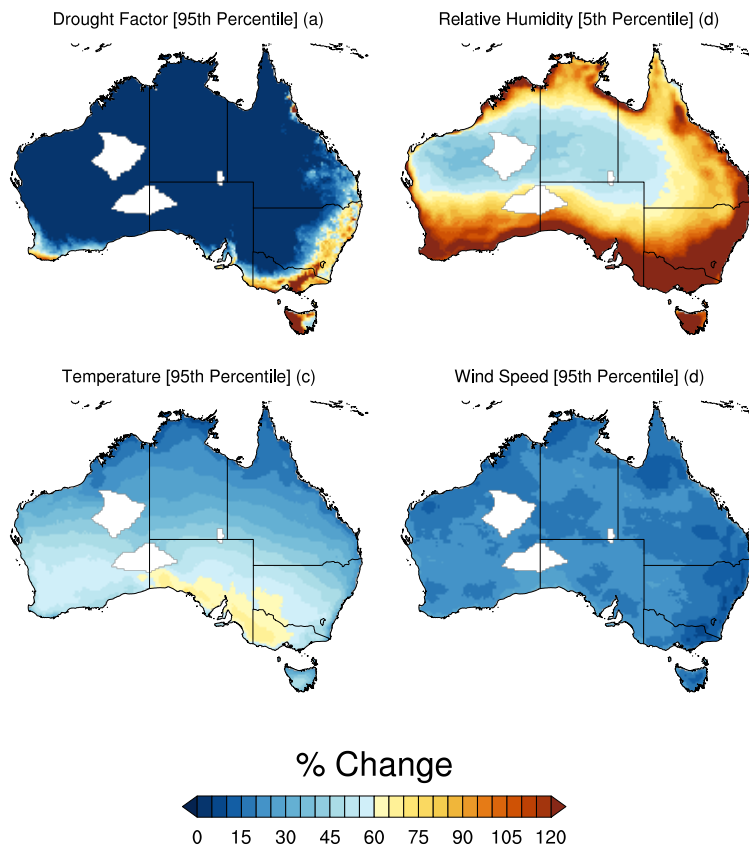 Drought Factor [95th Percentile] (a)
Relative Humidity [5th Percentile] (d)
Temperature [95th Percentile] (c)
Wind Speed [95th Percentile] (d)
% Change
0 15 30 45 60 75 90 105 120